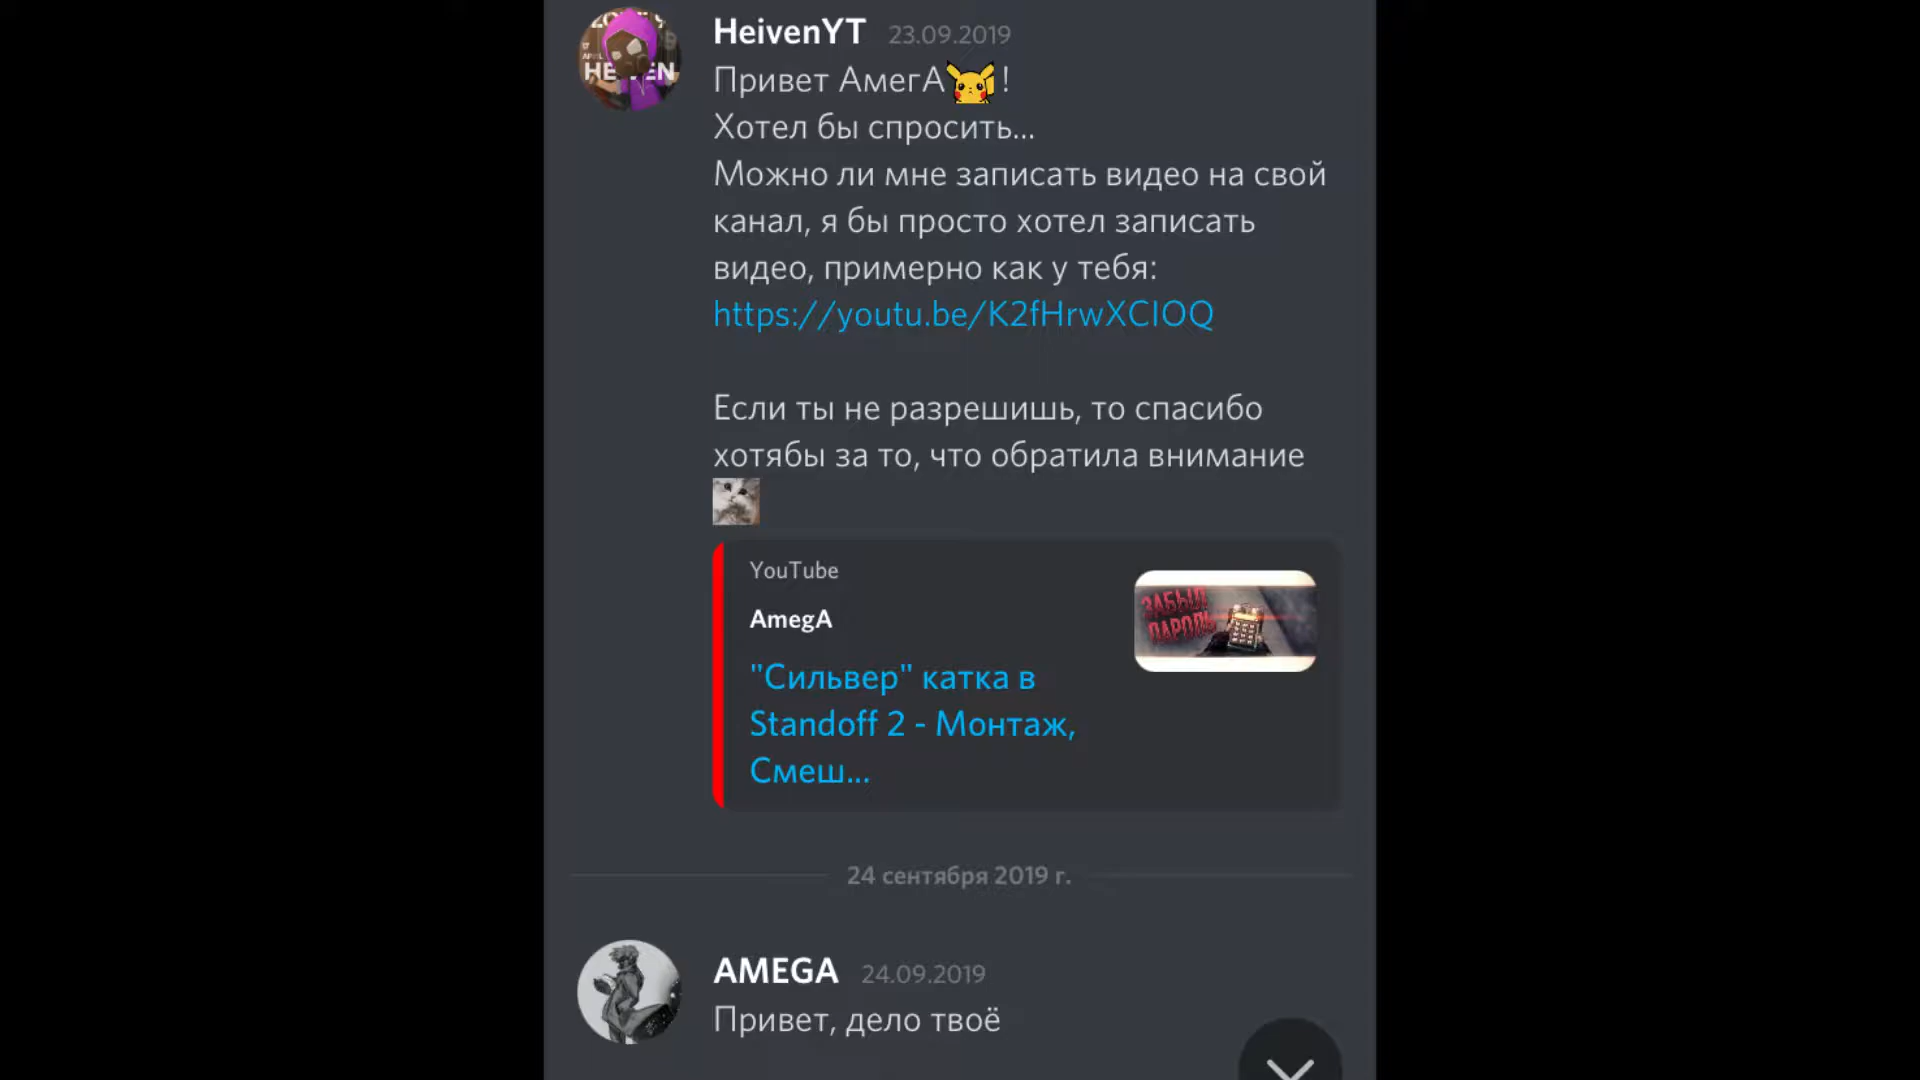 HeivenYT 23.09.2019
Привет АмегА !
Хотел бы спросить...
Можно ли мне записать видео на свой
канал, я бы просто хотел записать
видео, примерно как у тебя:
https://youtu.be/K2fHrwXCIOQ
Если ты не разрешишь, то спасибо
хотябы за то, что обратила внимание
YouTube
AmegA
"Сильвер" катка в
Standoff 2 - Монтаж,
Смеш...
ЗАБЫЛ
ПАРОЛЬ
24 сентября 2019 г.
AMEGA 24.09.2019
Привет, дело твоё